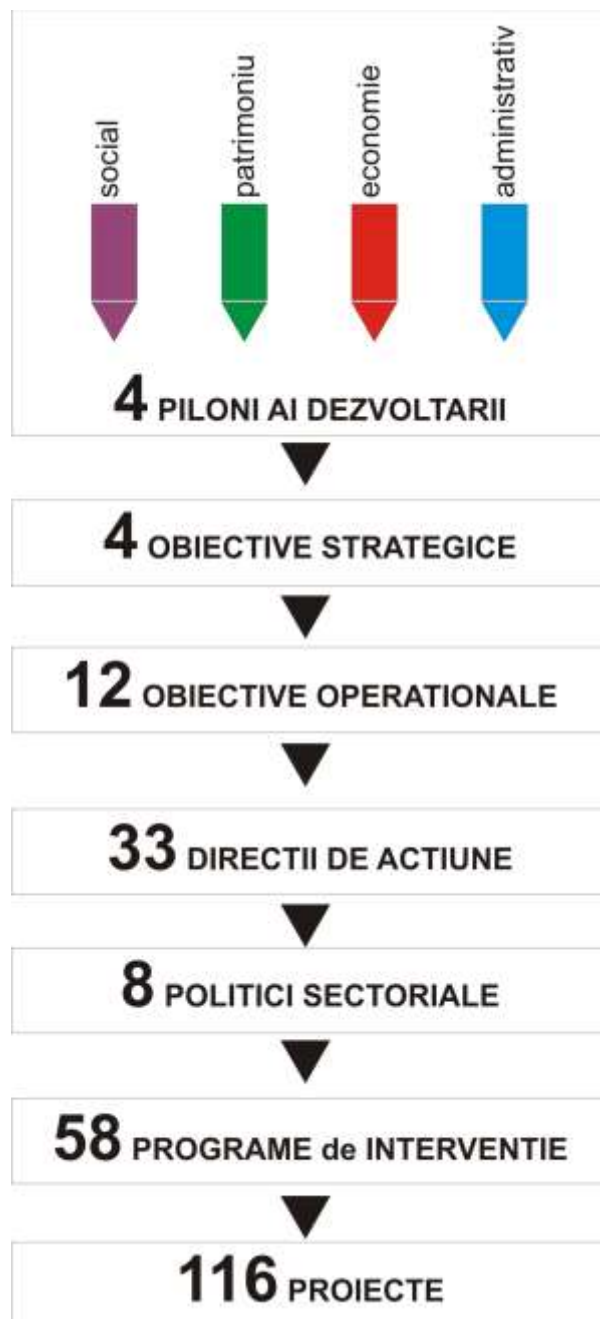 social
patrimoniu
economie
administrativ
4 PILONI AI DEZVOLTARII
4 OBIECTIVE STRATEGICE
12 OBIECTIVE OPERATIONALE
33 DIRECTII DE ACTIUNE
8 POLITICI SECTORIALE
58 PROGRAME de INTERVENTIE
116 PROIECTE